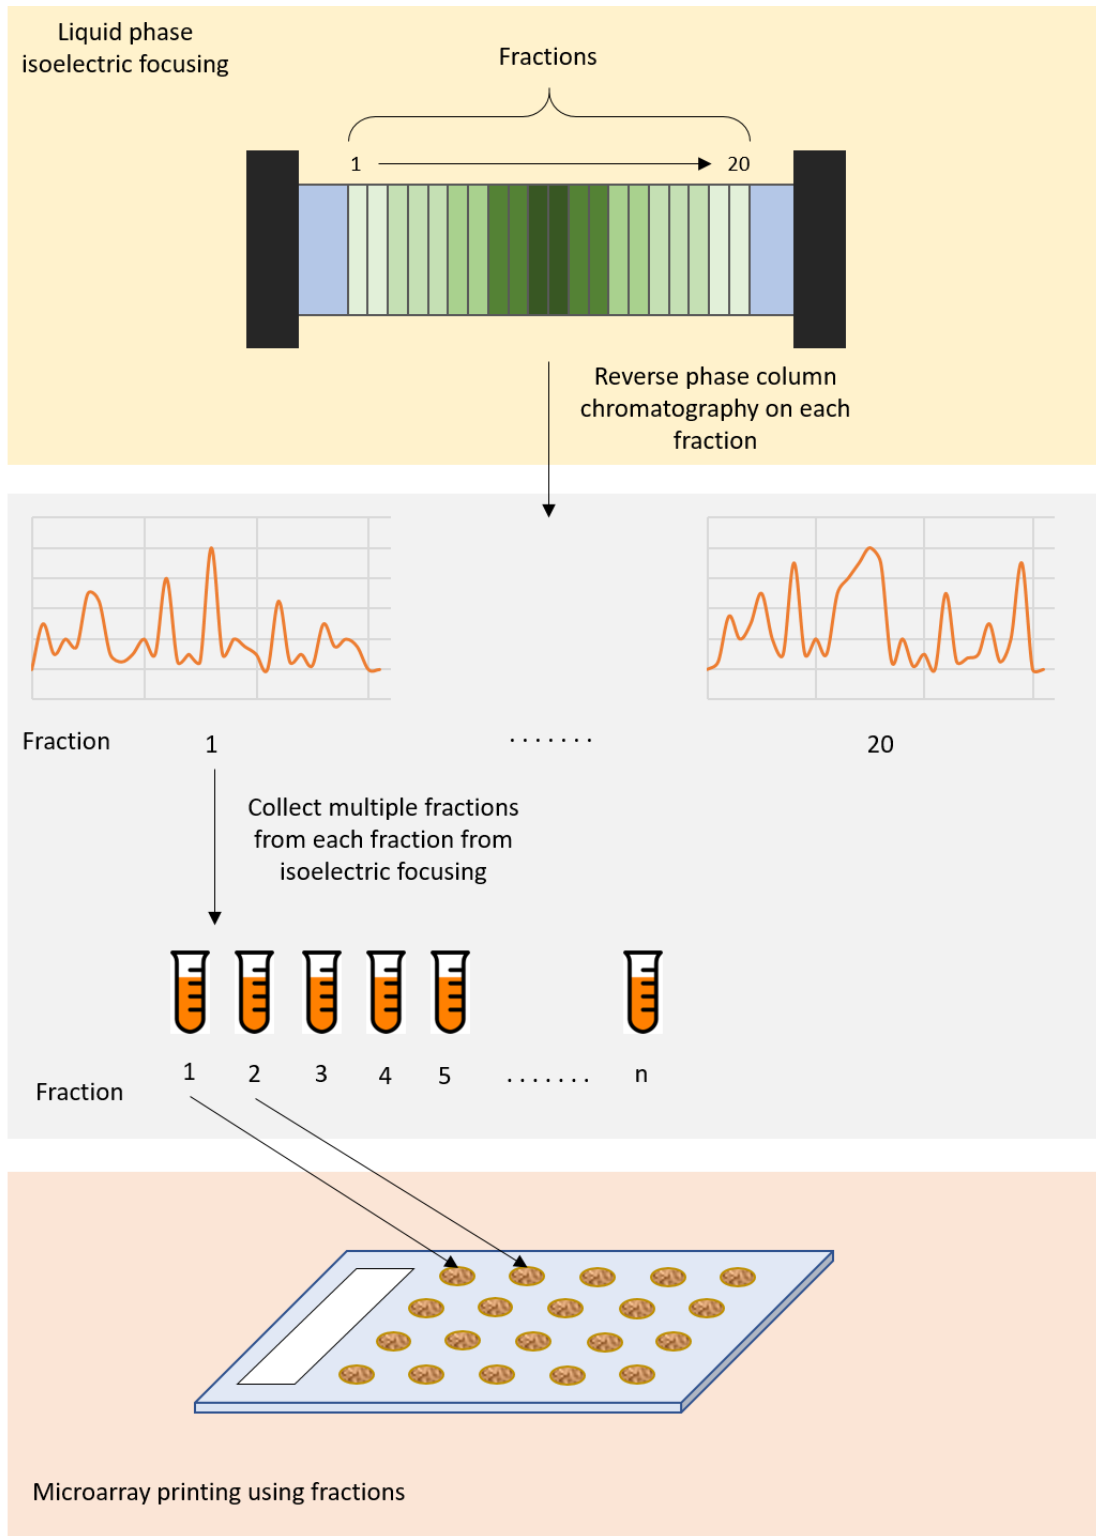 Liquid phase
isoelectric focusing
Fractions
1 20
Reverse phase column
chromatography on each
fraction
Fraction 1 ....... 20
Collect multiple fractions
from each fraction from
isoelectric focusing
1 2 3 4 5 ....... n
Fraction
Microarray printing using fractions